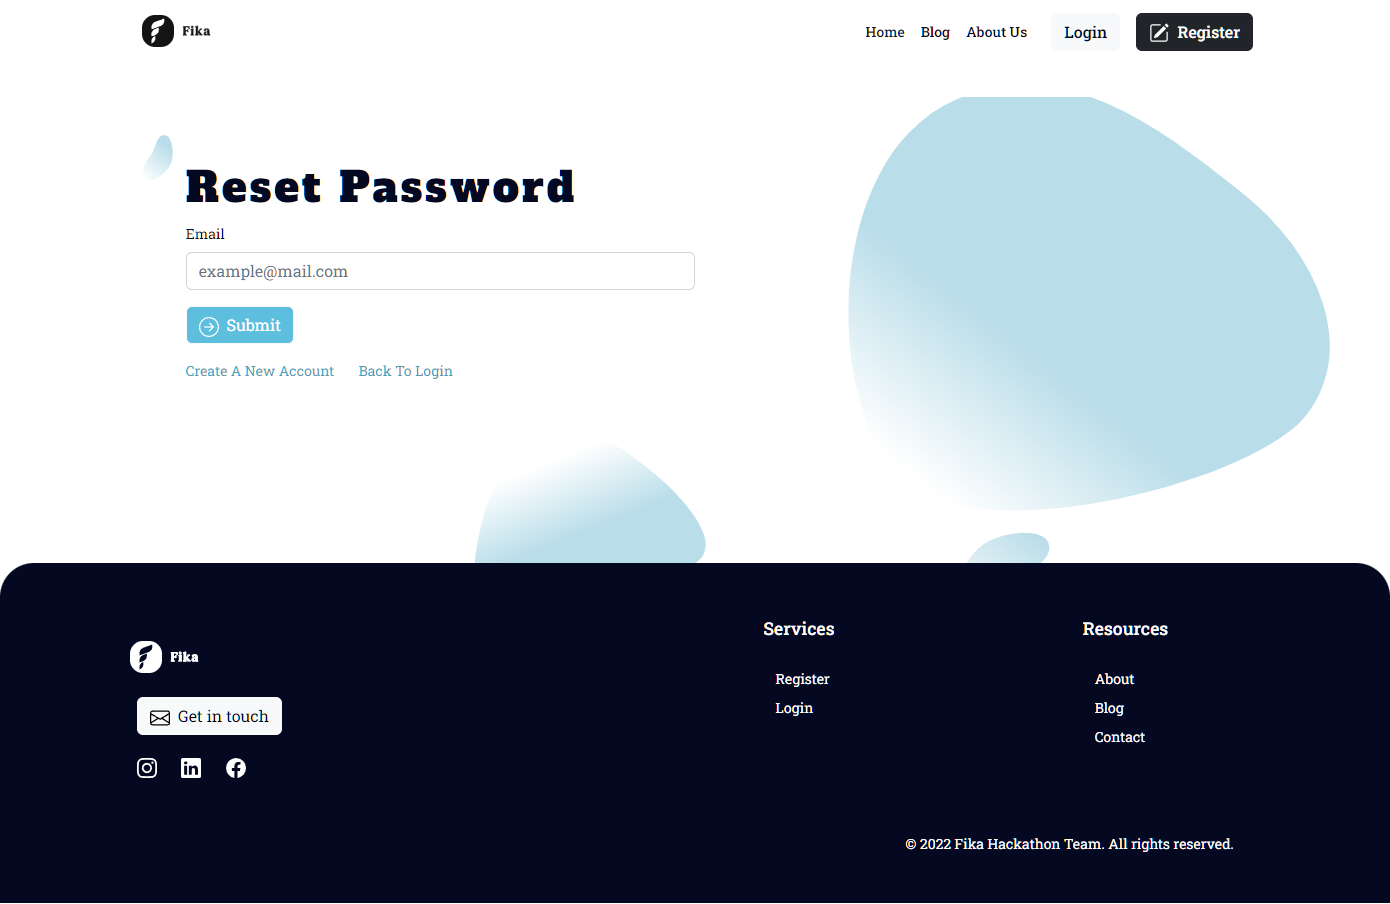 Fika
Home Blog About Us Login Register
Reset Password
Email
example@mail.com
Submit
Create A New Account Back To Login
Fika
Get in touch
Services
Register
Login
Resources
About
Blog
Contact
© 2022 Fika Hackathon Team. All rights reserved.